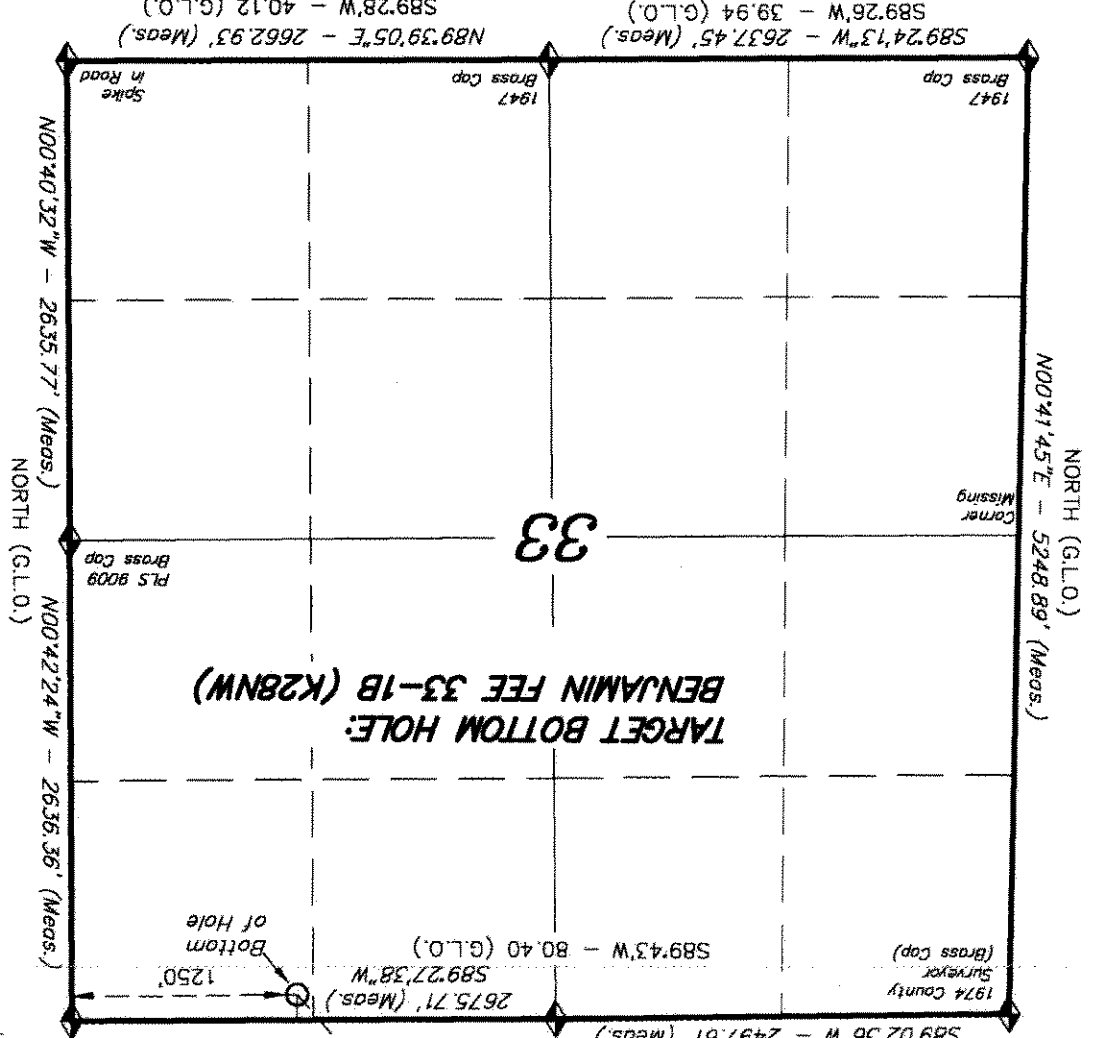 S89°02'36"W – 2497.61' (Meas.)
1974 County
Surveyor
(Brass Cap)
2675.71' (Meas.)
S89°27'38"W
S89°43'W – 80.40 (G.L.O.)
1250'
Bottom
of Hole
TARGET BOTTOM HOLE:
BENJAMIN FEE 33-1B (K28NW)
N00°42'24"W – 2636.36' (Meas.)
NORTH (G.L.O.)
N00°41'45"E – 5248.89' (Meas.)
NORTH (G.L.O.)
Corner
Missing
33
PLS 9009
Brass Cap
N00°40'32"W – 2635.77' (Meas.)
1947
Brass Cap
1947
Brass Cap
Spike
in Road
S89°24'13"W – 2637.45' (Meas.)
S89°26'W – 39.94 (G.L.O.)
N89°39'05"E – 2662.93' (Meas.)
S89°28'W – 40.12 (G.L.O.)